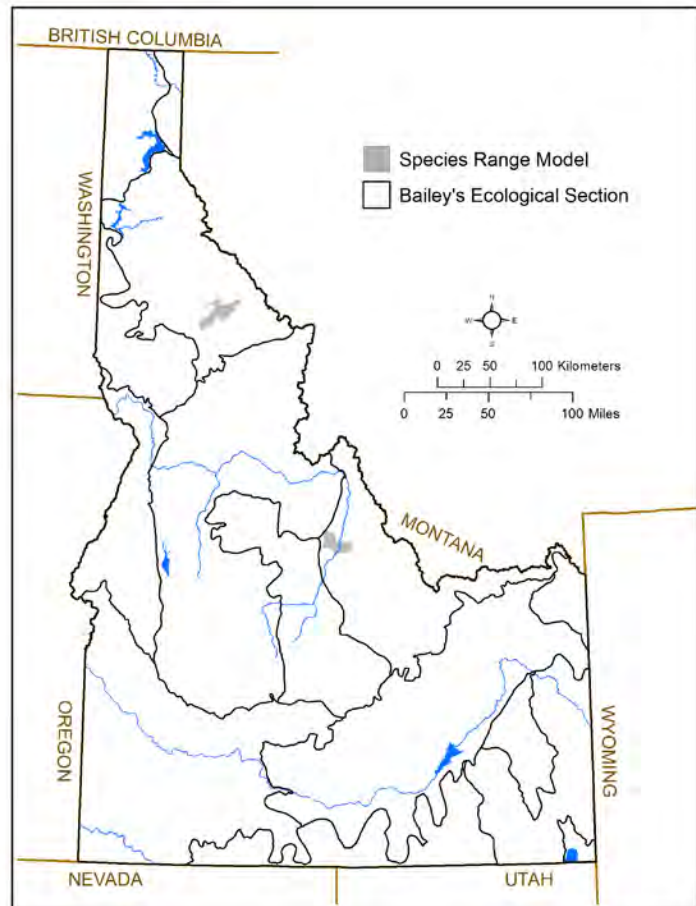 BRITISH COLUMBIA
WASHINGTON
Species Range Model
Bailey's Ecological Section
N
W E
S
0 25 50 100 Kilometers
0 25 50 100 Miles
MONTANA
OREGON
WYOMING
NEVADA
UTAH